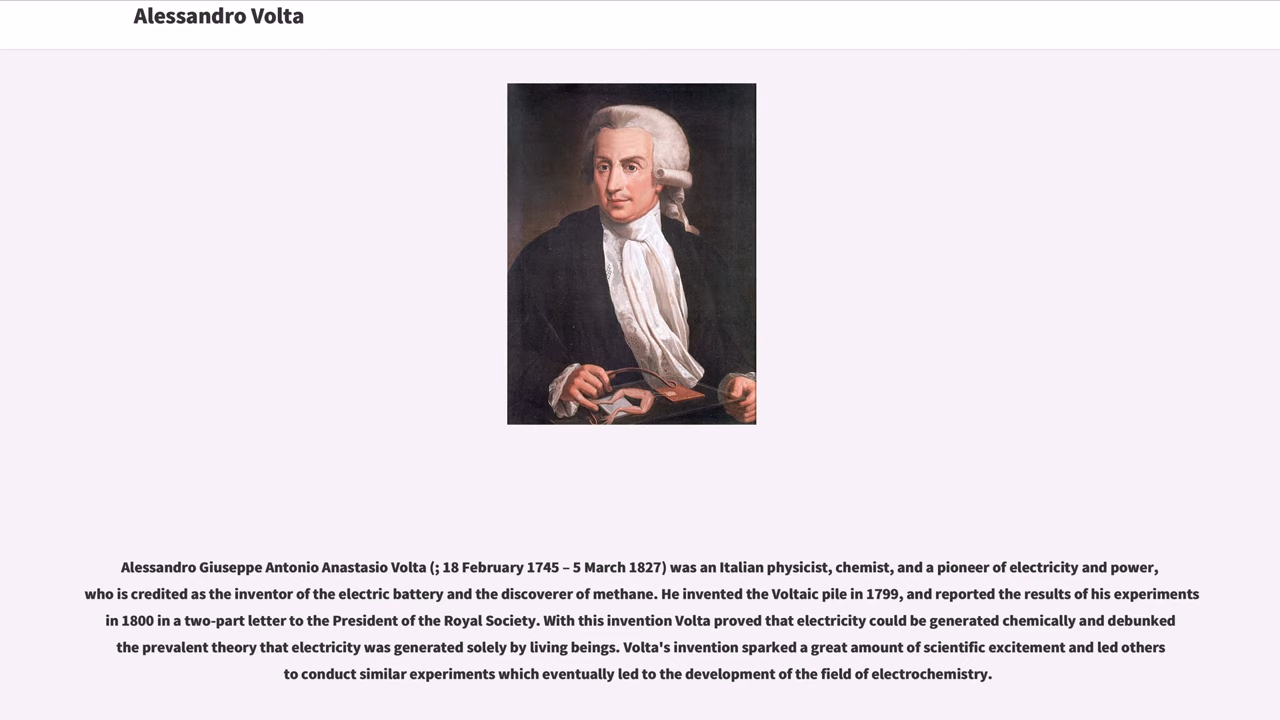 Alessandro Volta
Alessandro Giuseppe Antonio Anastasio Volta (; 18 February 1745 – 5 March 1827) was an Italian physicist, chemist, and a pioneer of electricity and power,
who is credited as the inventor of the electric battery and the discoverer of methane. He invented the Voltaic pile in 1799, and reported the results of his experiments
in 1800 in a two-part letter to the President of the Royal Society. With this invention Volta proved that electricity could be generated chemically and debunked
the prevalent theory that electricity was generated solely by living beings. Volta's invention sparked a great amount of scientific excitement and led others
to conduct similar experiments which eventually led to the development of the field of electrochemistry.